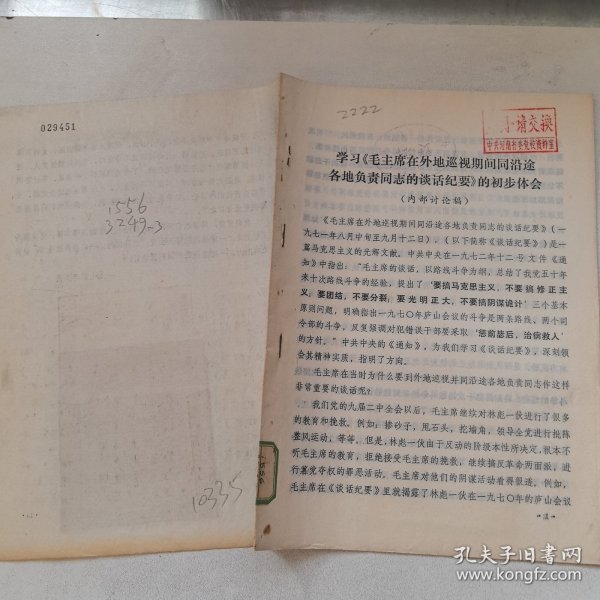 029451
1556
3249-3
10335
2222
小靖交换
中共河南省委党校资料室
学习《毛主席在外地巡视期间同沿途
各地负责同志的谈话纪要》的初步体会
(内部讨论稿)
《毛主席在外地巡视期间同沿途各地负责同志的谈话纪要》(一
九七一年八月中旬至九月十二日),(以下简称《谈话纪要》)是一
篇马克思主义的光辉文献。中共中央在一九七二年十二号文件《通
知》中指出:“毛主席的谈话,以路线斗争为纲,总结了我党五十年
来十次路线斗争的经验,提出了‘要搞马克思主义,不要搞修正主
义;要团结,不要分裂;要光明正大,不要搞阴谋诡计’三个基本
原则问题,明确指出一九七〇年庐山会议的斗争是两条路线、两个司
令部的斗争,反复强调对犯错误干部要采取‘惩前毖后,治病救人’
的方针。”中共中央的《通知》,为我们学习《谈话纪要》,深刻领
会其精神实质,指明了方向。
毛主席在当时为什么要到外地巡视并同沿途各地负责同志作这样
非常重要的谈话呢?
我们党的九届二中全会以后,毛主席继续对林彪一伙进行了很多
的教育和挽救。例如:掺砂子,甩石头,挖墙角,领导全党进行批陈
整风运动,等等。但是,林彪一伙由于反动的阶级本性所决定,根本不
听毛主席的教育,拒绝接受毛主席的挽救,继续搞反革命两面派,进
行篡党夺权的罪恶活动。毛主席对他们的阴谋活动看得很透。例如,
毛主席在《谈话纪要》里就揭露了林彪一伙在一九七〇年的庐山会议
-1-
孔夫子旧书网
www.kongfz.com